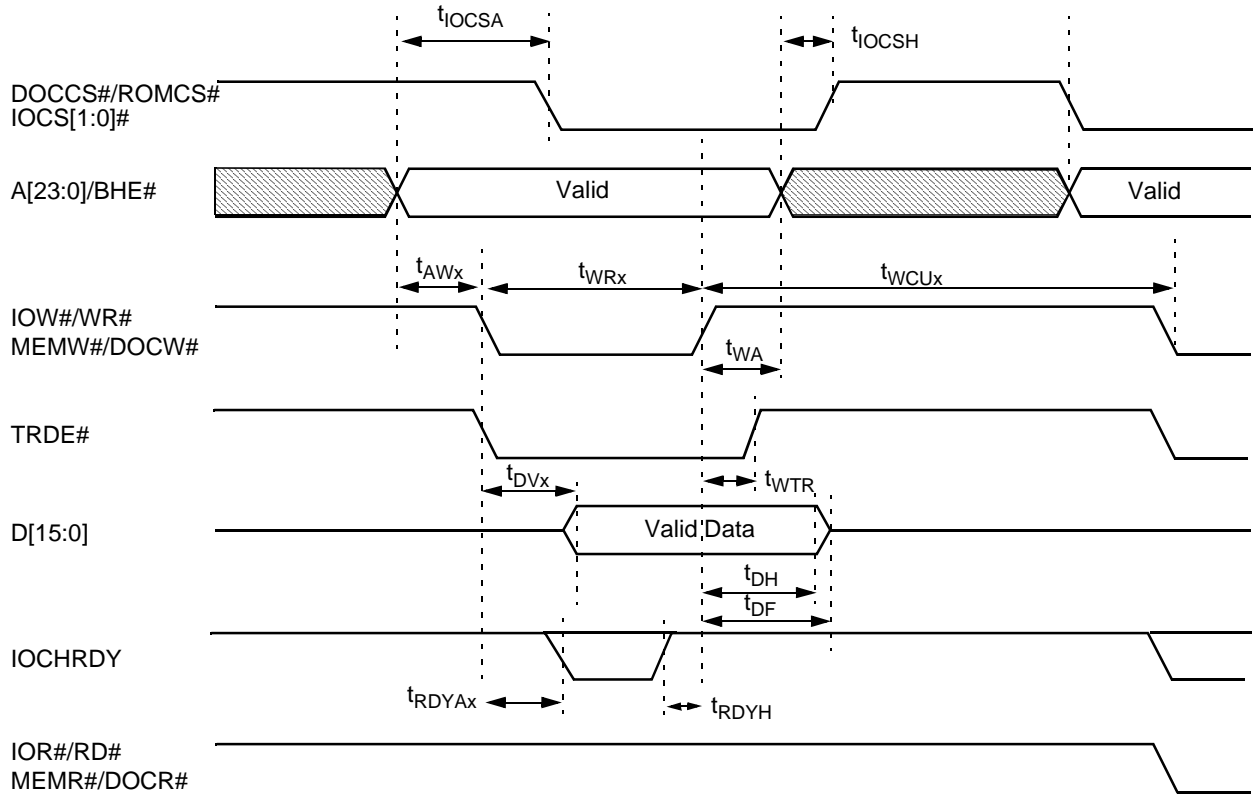 tIOCSA
tIOCSH
DOCCS#/ROMCS#
IOCS[1:0]#
A[23:0]/BHE#
Valid
Valid
tAWx
tWRx
tWCUx
IOW#/WR#
MEMW#/DOCW#
tWA
TRDE#
tDVx
tWTR
D[15:0]
Valid Data
tDH
tDF
IOCHRDY
tRDYAx
tRDYH
IOR#/RD#
MEMR#/DOCR#